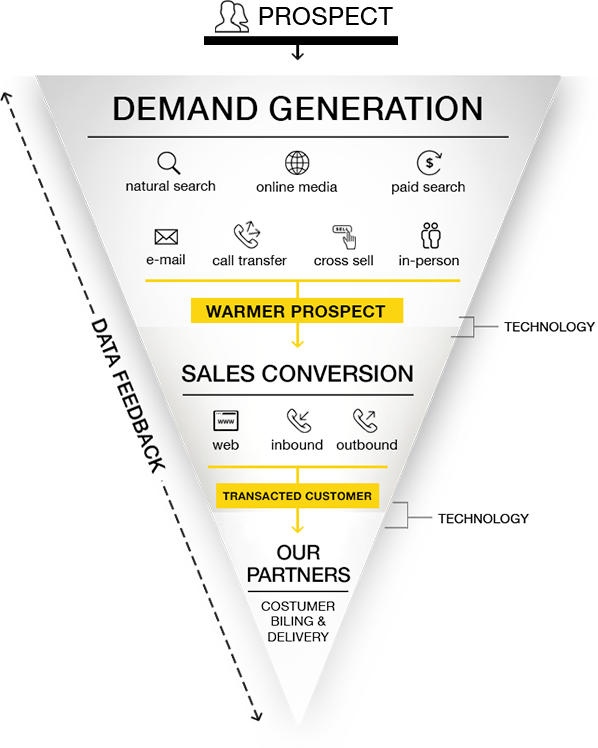 PROSPECT
DEMAND GENERATION
$
natural search online media paid search
SELL
e-mail call transfer cross sell in-person
WARMER PROSPECT
TECHNOLOGY
DATA FEEDBACK
SALES CONVERSION
www
web inbound outbound
TRANSACTED CUSTOMER
TECHNOLOGY
OUR
PARTNERS
COSTUMER
BILING &
DELIVERY